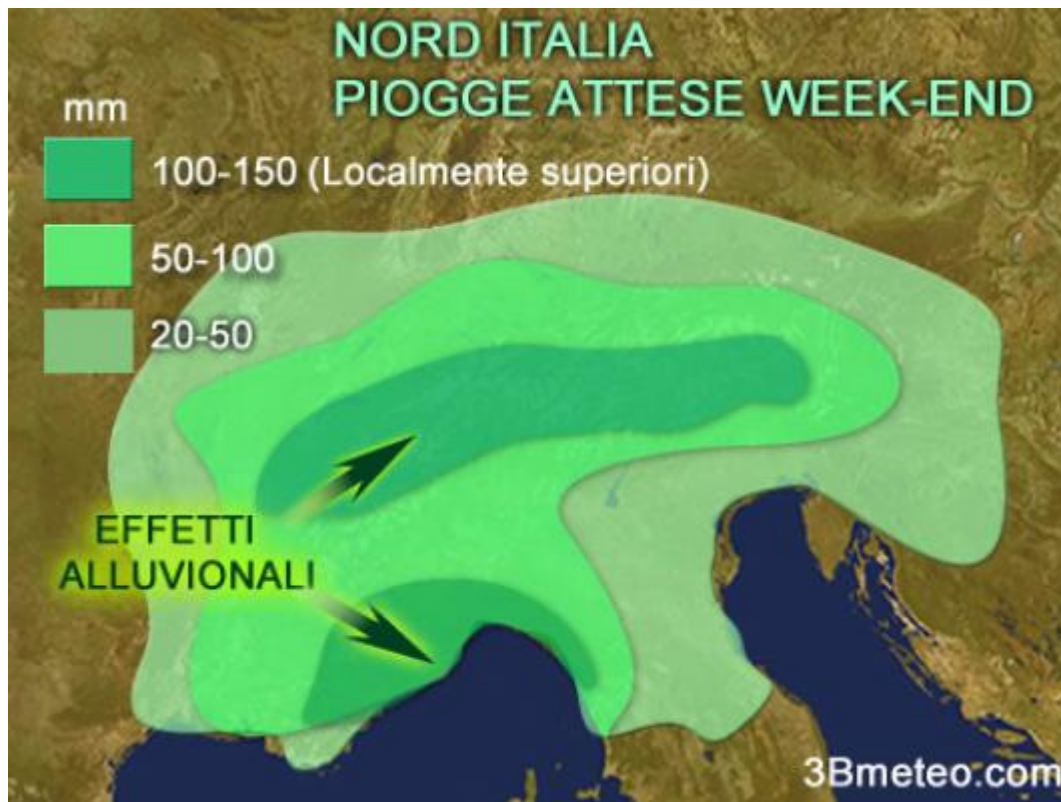 NORD ITALIA
PIOGGE ATTESE WEEK-END
mm
100-150 (Localmente superiori)
50-100
20-50
EFFETTI
ALLUVIONALI
3Bmeteo.com